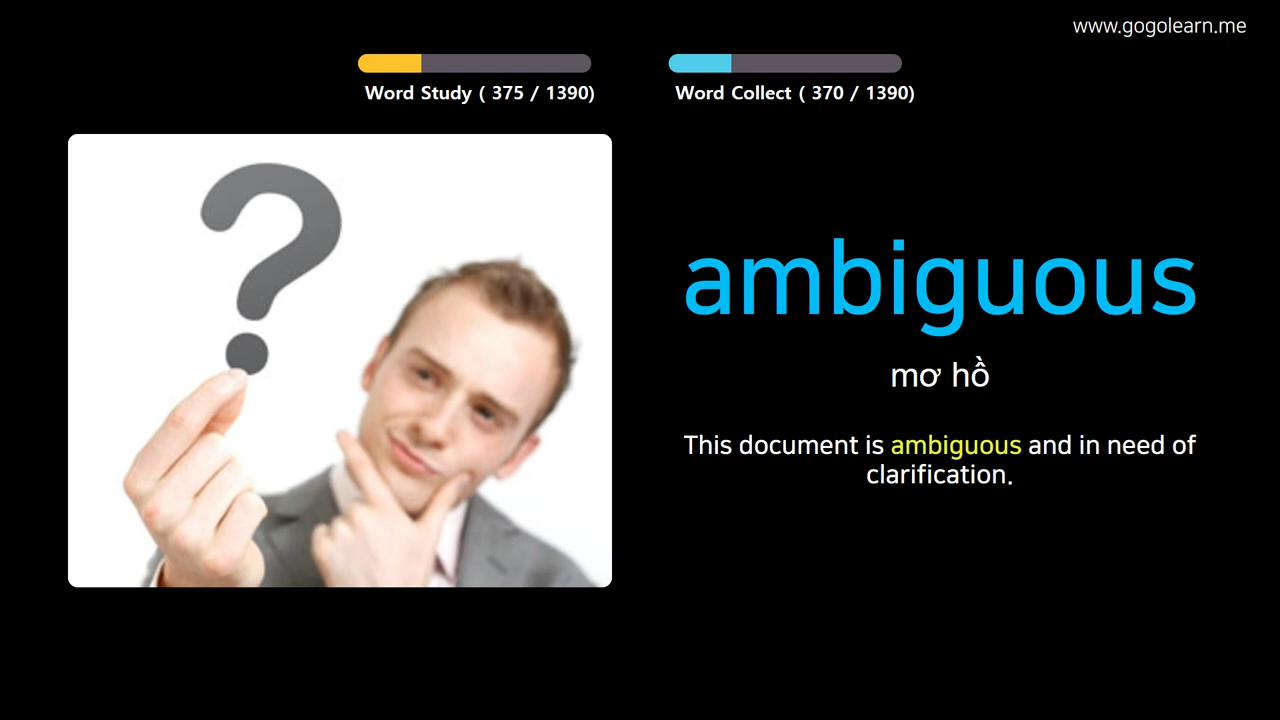 www.gogolearn.me
Word Study ( 375 / 1390)
Word Collect ( 370 / 1390)
ambiguous
mơ hồ
This document is ambiguous and in need of
clarification.